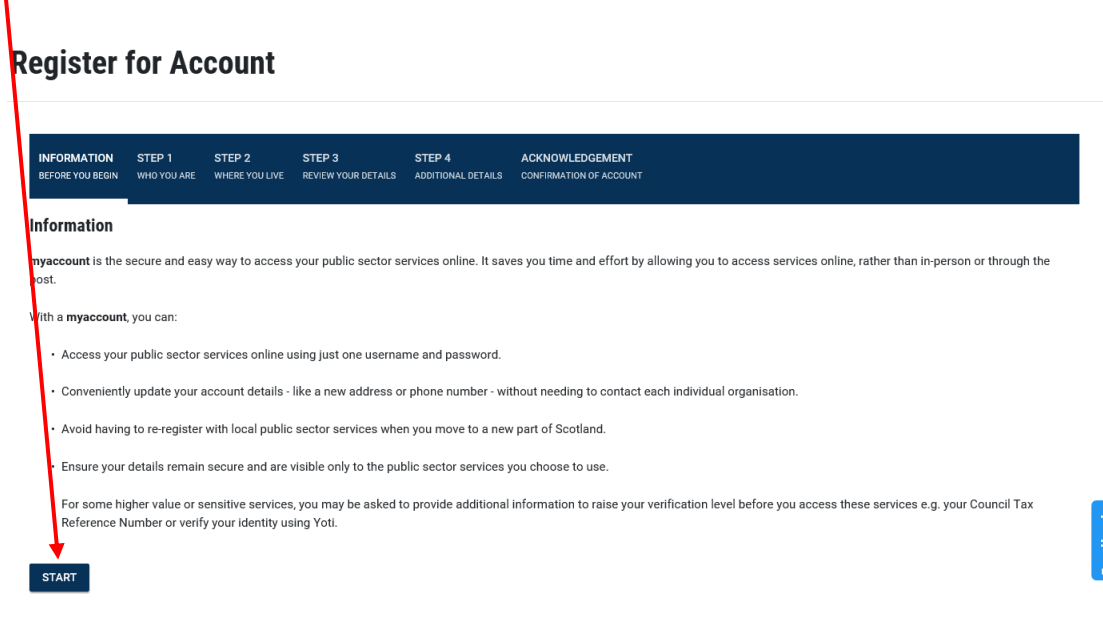 Register for Account
INFORMATION STEP 1 STEP 2 STEP 3 STEP 4 ACKNOWLEDGEMENT
BEFORE YOU BEGIN WHO YOU ARE WHERE YOU LIVE REVIEW YOUR DETAILS ADDITIONAL DETAILS CONFIRMATION OF ACCOUNT
Information
myaccount is the secure and easy way to access your public sector services online. It saves you time and effort by allowing you to access services online, rather than in-person or through the
post.
With a myaccount, you can:
• Access your public sector services online using just one username and password.
• Conveniently update your account details - like a new address or phone number - without needing to contact each individual organisation.
• Avoid having to re-register with local public sector services when you move to a new part of Scotland.
• Ensure your details remain secure and are visible only to the public sector services you choose to use.
For some higher value or sensitive services, you may be asked to provide additional information to raise your verification level before you access these services e.g. your Council Tax
Reference Number or verify your identity using Yoti.
START